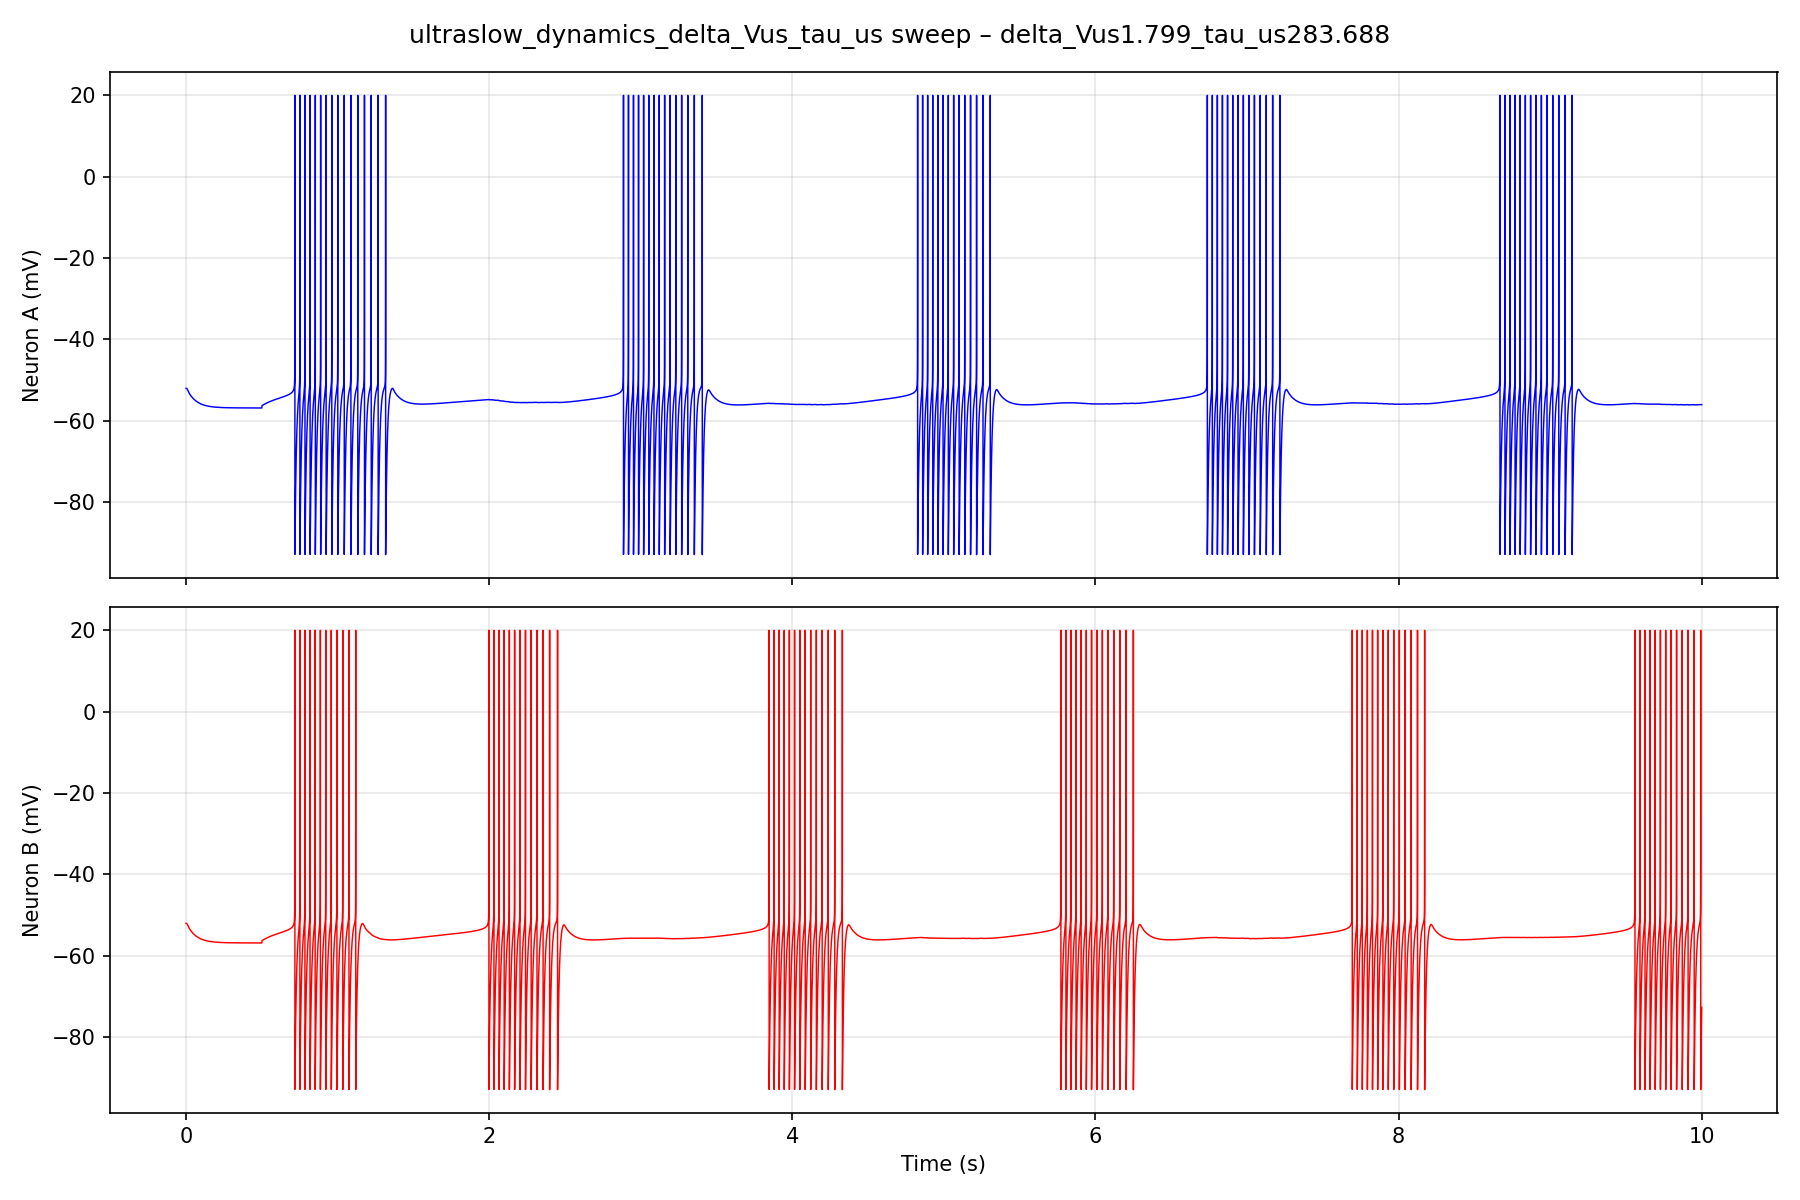 ultraslow_dynamics_delta_Vus_tau_us sweep – delta_Vus1.799_tau_us283.688
Neuron A (mV)
20
0
−20
−40
−60
−80
Neuron B (mV)
20
0
−20
−40
−60
−80
0 2 4 6 8 10
Time (s)